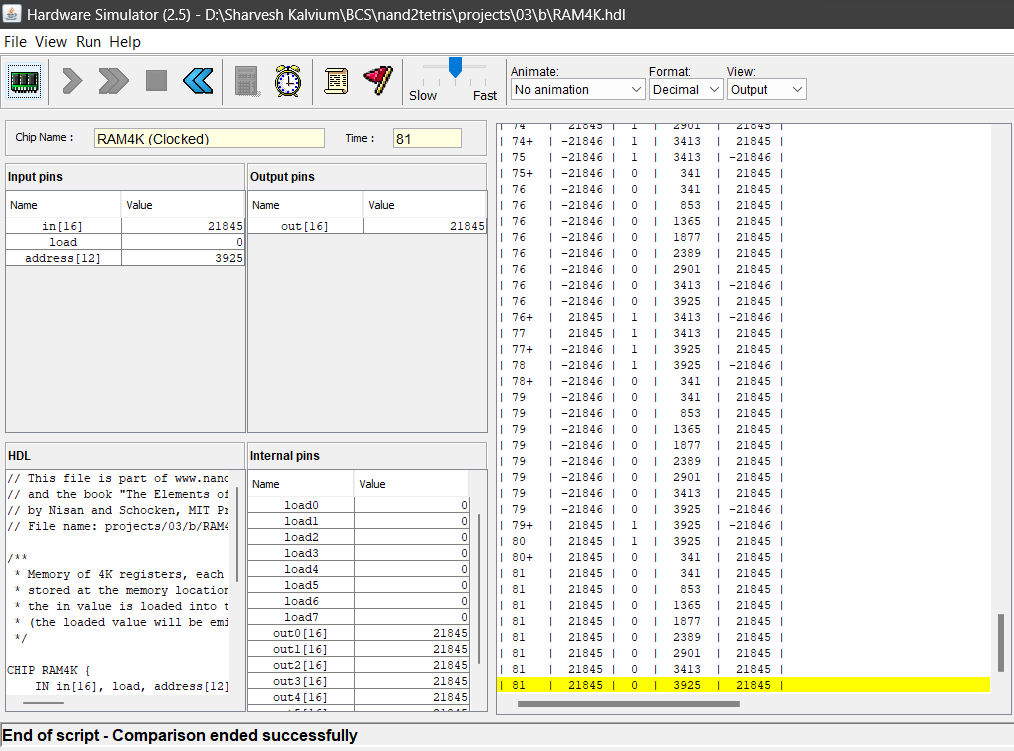 Hardware Simulator (2.5) - D:\Sharvesh Kalvium\BCS\nand2tetris\projects\03\b\RAM4K.hdl
File View Run Help
Slow Fast
Animate: Format: View:
No animation Decimal Output
Chip Name : RAM4K (Clocked) Time : 81
Input pins
Name Value
in[16] 21845
load 0
address[12] 3925
Output pins
Name Value
out[16] 21845
HDL
// This file is part of www.nand
// and the book "The Elements of
// by Nisan and Schocken, MIT Pr
// File name: projects/03/b/RAM4
/**
* Memory of 4K registers, each
* stored at the memory location
* the in value is loaded into t
* (the loaded value will be emi
*/
CHIP RAM4K {
IN in[16], load, address[12]
Internal pins
Name Value
load0 0
load1 0
load2 0
load3 0
load4 0
load5 0
load6 0
load7 0
out0[16] 21845
out1[16] 21845
out2[16] 21845
out3[16] 21845
out4[16] 21845
| 74 | 21845 | 1 | 2901 | 21845 |
| 74+ | -21846 | 1 | 3413 | 21845 |
| 75 | -21846 | 1 | 3413 | -21846 |
| 75+ | -21846 | 0 | 341 | 21845 |
| 76 | -21846 | 0 | 341 | 21845 |
| 76 | -21846 | 0 | 853 | 21845 |
| 76 | -21846 | 0 | 1365 | 21845 |
| 76 | -21846 | 0 | 1877 | 21845 |
| 76 | -21846 | 0 | 2389 | 21845 |
| 76 | -21846 | 0 | 2901 | 21845 |
| 76 | -21846 | 0 | 3413 | -21846 |
| 76 | -21846 | 0 | 3925 | 21845 |
| 76+ | 21845 | 1 | 3413 | -21846 |
| 77 | 21845 | 1 | 3413 | 21845 |
| 77+ | -21846 | 1 | 3925 | 21845 |
| 78 | -21846 | 1 | 3925 | -21846 |
| 78+ | -21846 | 0 | 341 | 21845 |
| 79 | -21846 | 0 | 341 | 21845 |
| 79 | -21846 | 0 | 853 | 21845 |
| 79 | -21846 | 0 | 1365 | 21845 |
| 79 | -21846 | 0 | 1877 | 21845 |
| 79 | -21846 | 0 | 2389 | 21845 |
| 79 | -21846 | 0 | 2901 | 21845 |
| 79 | -21846 | 0 | 3413 | 21845 |
| 79 | -21846 | 0 | 3925 | -21846 |
| 79+ | 21845 | 1 | 3925 | -21846 |
| 80 | 21845 | 1 | 3925 | 21845 |
| 80+ | 21845 | 0 | 341 | 21845 |
| 81 | 21845 | 0 | 341 | 21845 |
| 81 | 21845 | 0 | 853 | 21845 |
| 81 | 21845 | 0 | 1365 | 21845 |
| 81 | 21845 | 0 | 1877 | 21845 |
| 81 | 21845 | 0 | 2389 | 21845 |
| 81 | 21845 | 0 | 2901 | 21845 |
| 81 | 21845 | 0 | 3413 | 21845 |
| 81 | 21845 | 0 | 3925 | 21845 |
End of script - Comparison ended successfully